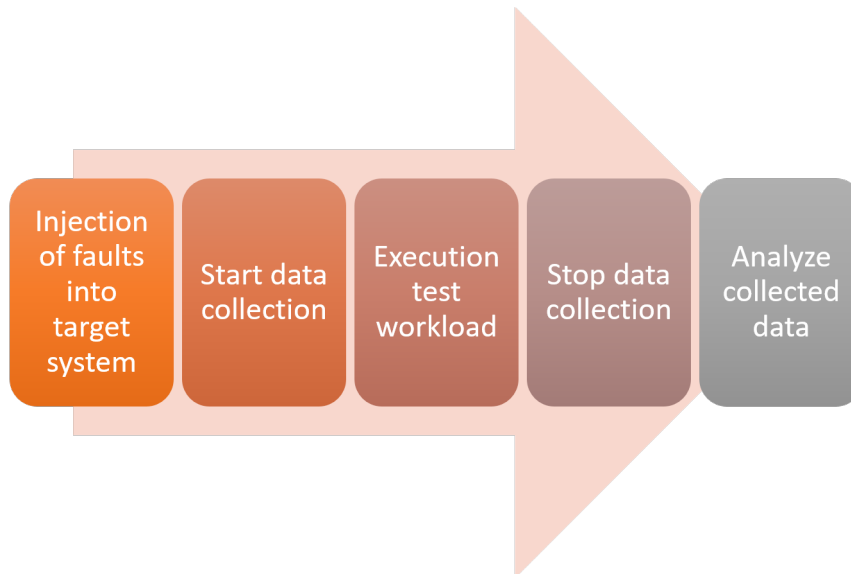 Injection
of faults
into
target
system
Start data
collection
Execution
test
workload
Stop data
collection
Analyze
collected
data